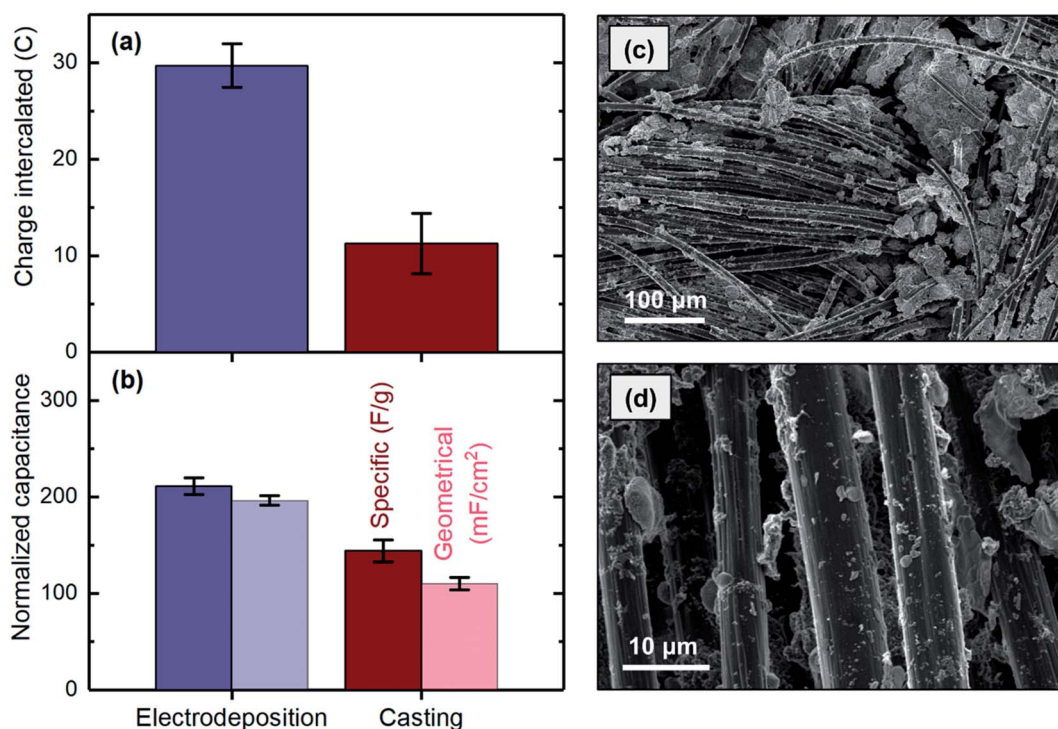 (a)
Charge intercalated (C)
30
20
10
0
(b)
Normalized capacitance
300
200
100
0
Specific (F/g)
Geometrical
(mF/cm²)
Electrodeposition
Casting
(c)
100 µm
(d)
10 µm